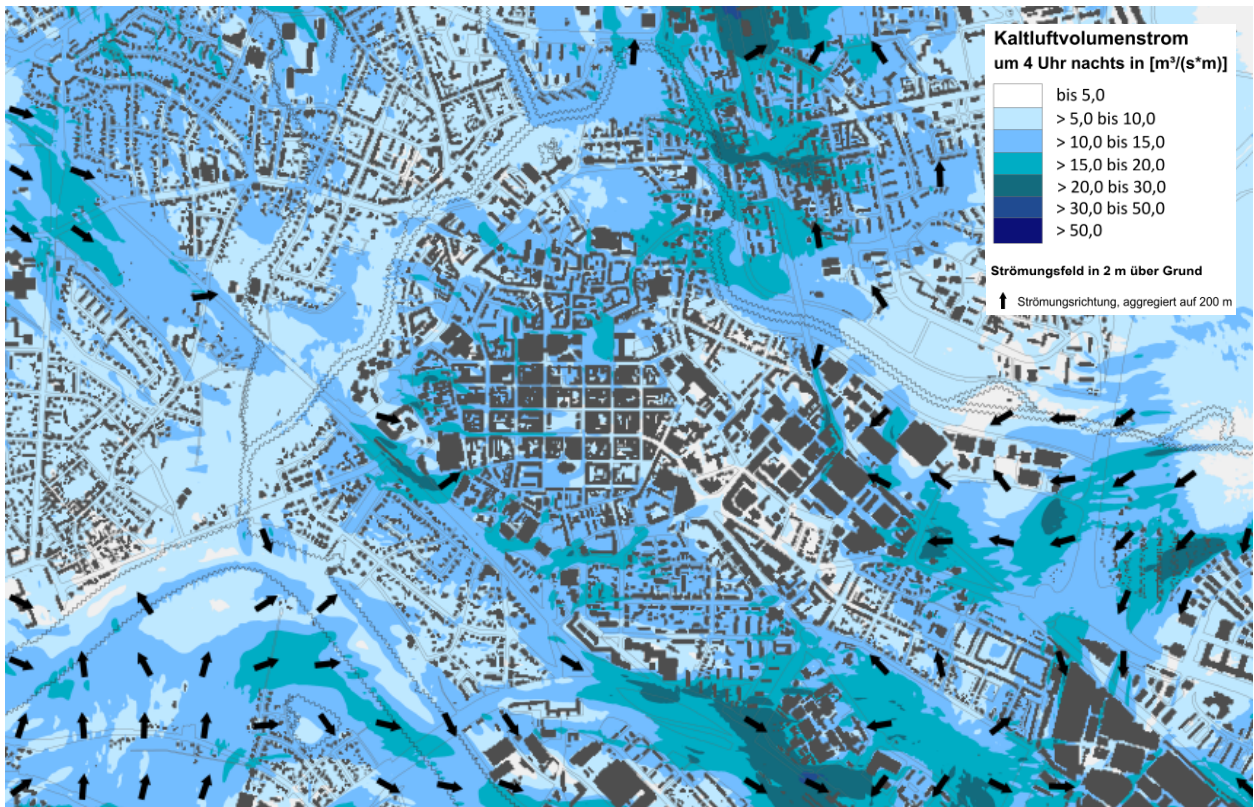 Kaltluftvolumenstrom
um 4 Uhr nachts in [m³/(s*m)]
bis 5,0
> 5,0 bis 10,0
> 10,0 bis 15,0
> 15,0 bis 20,0
> 20,0 bis 30,0
> 30,0 bis 50,0
> 50,0
Strömungsfeld in 2 m über Grund
Strömungsrichtung, aggregiert auf 200 m